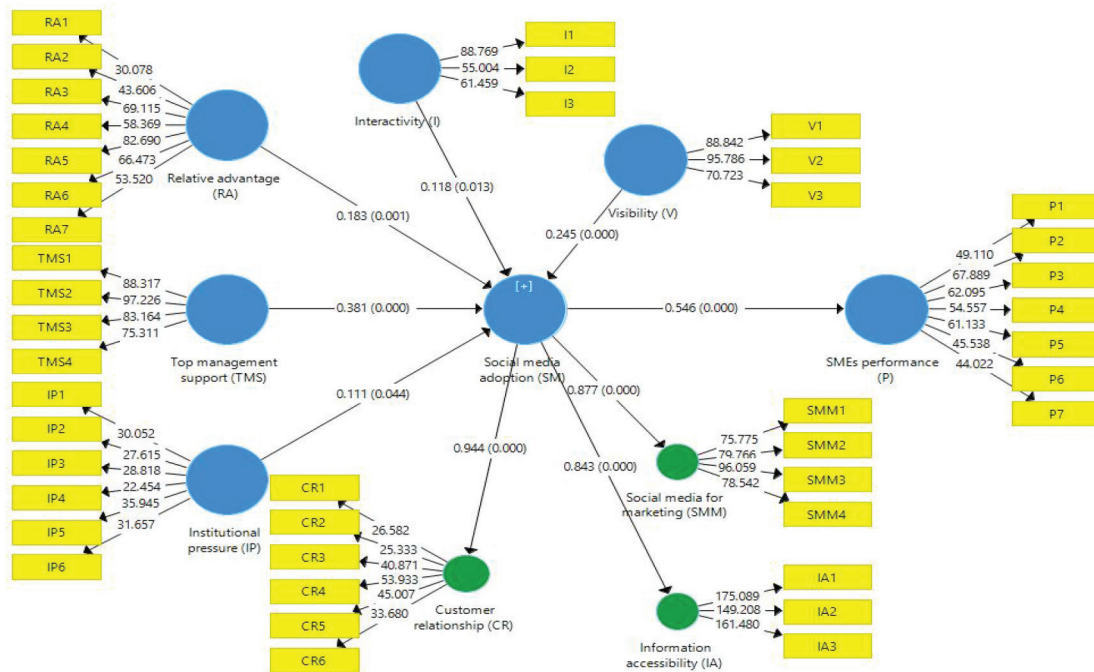 RA1
RA2
RA3
RA4
RA5
RA6
RA7
30.078
43.606
69.115
58.369
82.690
66.473
53.520
Relative advantage
(RA)
I1
I2
I3
88.769
55.004
61.459
Interactivity (I)
V1
V2
V3
88.842
95.786
70.723
Visibility (V)
0.118 (0.013)
0.183 (0.001)
0.245 (0.000)
TMS1
TMS2
TMS3
TMS4
88.317
97.226
83.164
75.311
Top management
support (TMS)
0.381 (0.000)
[+]
Social media
adoption (SM)
0.546 (0.000)
P1
P2
P3
P4
P5
P6
P7
49.110
67.889
62.095
54.557
61.133
45.538
44.022
SMEs performance
(P)
IP1
IP2
IP3
IP4
IP5
IP6
30.052
27.615
28.818
22.454
35.945
31.657
Institutional
pressure (IP)
0.111 (0.044)
0.944 (0.000)
0.877 (0.000)
0.843 (0.000)
CR1
CR2
CR3
CR4
CR5
CR6
26.582
25.333
40.871
53.933
45.007
33.680
Customer
relationship (CR)
SMM1
SMM2
SMM3
SMM4
75.775
79.766
96.059
78.542
Social media for
marketing (SMM)
IA1
IA2
IA3
175.089
149.208
161.480
Information
accessibility (IA)